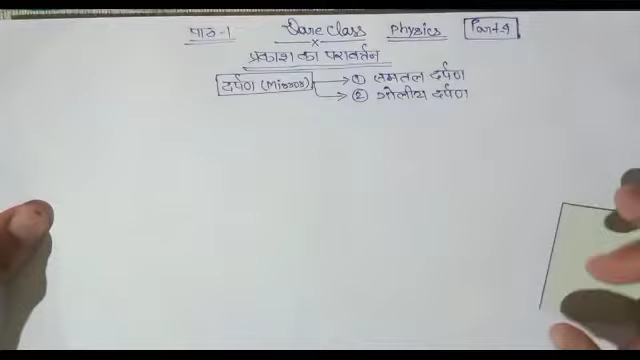 पाठ-1 Dare class Physics Part-4
प्रकाश का परावर्तन
दर्पण (Mirror) → ① समतल दर्पण
→ ② गोलीय दर्पण